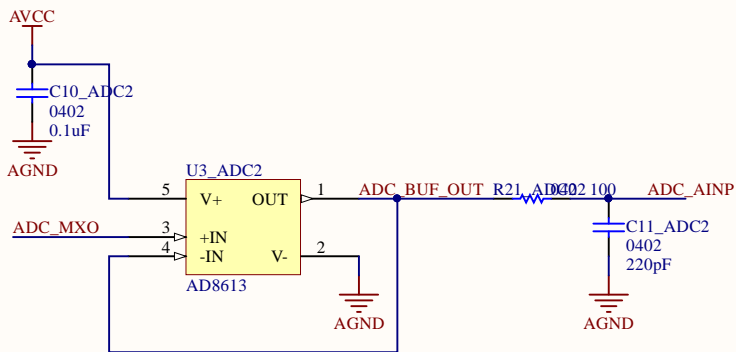 AVCC
C10_ADC2
0402
0.1uF
AGND
U3_ADC2
5 V+ OUT 1
ADC_BUF_OUT
R21_ADC2 0402 100
ADC_AINP
ADC_MXO
3 +IN
4 -IN V- 2
AD8613
AGND
C11_ADC2
0402
220pF
AGND